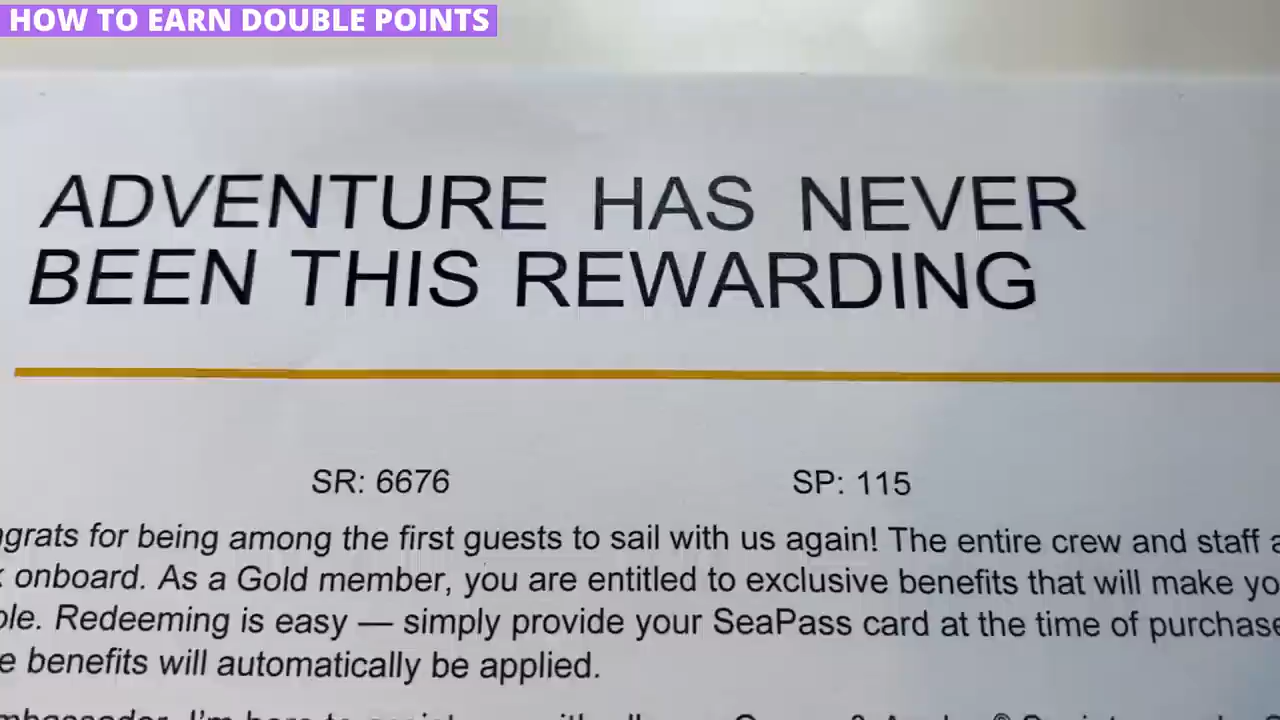 HOW TO EARN DOUBLE POINTS
ADVENTURE HAS NEVER
BEEN THIS REWARDING
SR: 6676 SP: 115
ngrats for being among the first guests to sail with us again! The entire crew and staff a
onboard. As a Gold member, you are entitled to exclusive benefits that will make yo
ble. Redeeming is easy — simply provide your SeaPass card at the time of purchase
e benefits will automatically be applied.